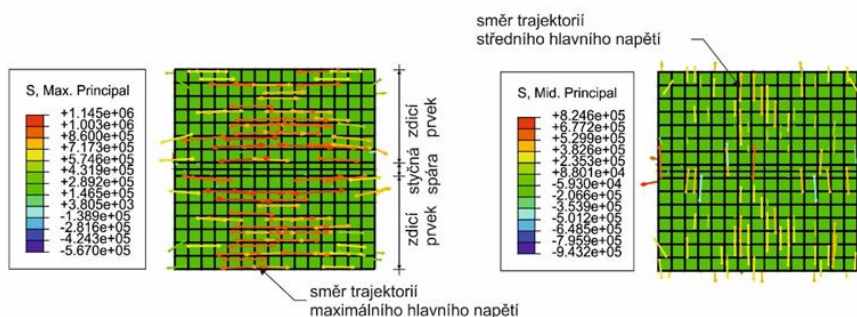 S, Max. Principal
+1.145e+06
+1.003e+06
+8.600e+05
+7.173e+05
+5.746e+05
+4.319e+05
+2.892e+05
+1.465e+05
+3.805e+03
-1.389e+05
-2.816e+05
-4.243e+05
-5.670e+05
zdicí
prvek
styčná
spára
zdicí
prvek
směr trajektorií
maximálního hlavního napětí
směr trajektorií
středního hlavního napětí
S, Mid. Principal
+8.246e+05
+6.772e+05
+5.299e+05
+3.826e+05
+2.353e+05
+8.801e+04
-5.930e+04
-2.066e+05
-3.539e+05
-5.012e+05
-6.485e+05
-7.959e+05
-9.432e+05